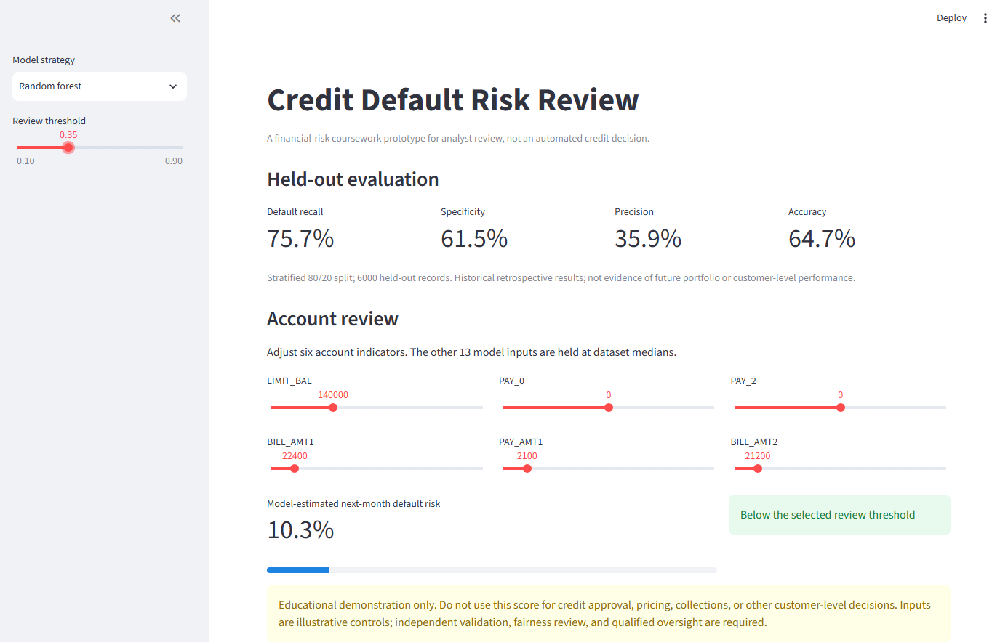 Deploy
Model strategy
Random forest
Review threshold
0.35
0.10 0.90
Credit Default Risk Review
A financial-risk coursework prototype for analyst review, not an automated credit decision.
Held-out evaluation
Default recall Specificity Precision Accuracy
75.7% 61.5% 35.9% 64.7%
Stratified 80/20 split; 6000 held-out records. Historical retrospective results; not evidence of future portfolio or customer-level performance.
Account review
Adjust six account indicators. The other 13 model inputs are held at dataset medians.
LIMIT_BAL PAY_0 PAY_2
140000 0 0
BILL_AMT1 PAY_AMT1 BILL_AMT2
22400 2100 21200
Model-estimated next-month default risk
10.3%
Below the selected review threshold
Educational demonstration only. Do not use this score for credit approval, pricing, collections, or other customer-level decisions. Inputs
are illustrative controls; independent validation, fairness review, and qualified oversight are required.